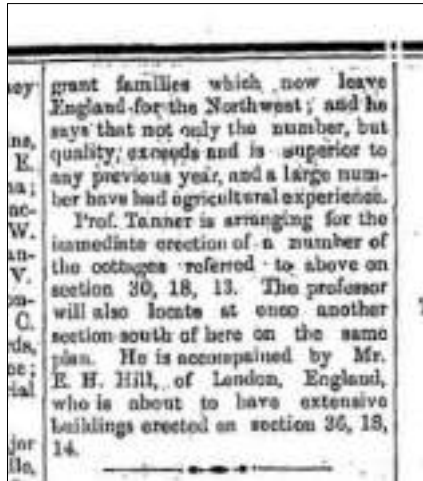 grant families which now leave
England for the Northwest; and he
says that not only the number, but
quality, exceeds and is superior to
any previous year, and a large num-
ber have had agricultural experience.
Prof. Tanner is arranging for the
immediate erection of a number of
the cottages referred to above on
section 30, 18, 13. The professor
will also locate at once another
section south of here on the same
plan. He is accompained by Mr.
E. H. Hill, of London, England,
who is about to have extensive
buildings erected on section 36, 18,
14.